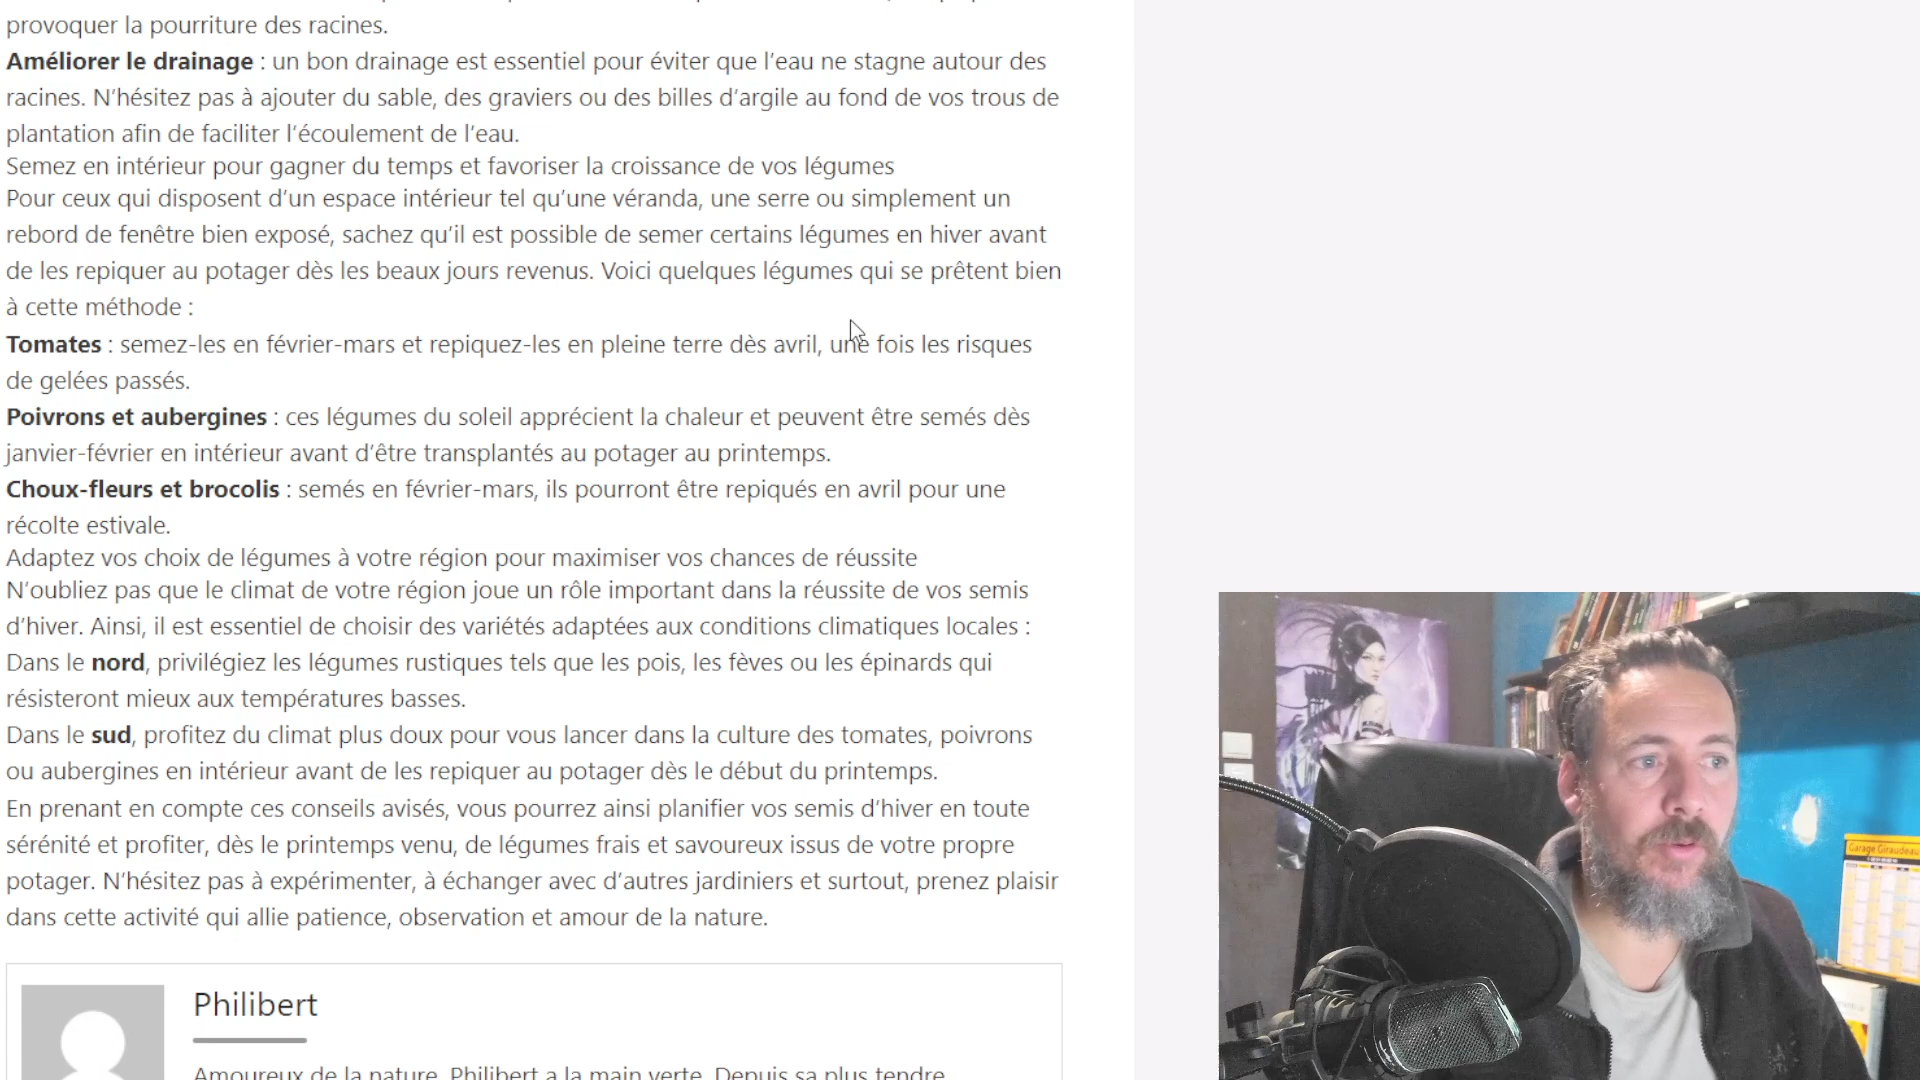 provoquer la pourriture des racines.
Améliorer le drainage : un bon drainage est essentiel pour éviter que l’eau ne stagne autour des
racines. N’hésitez pas à ajouter du sable, des graviers ou des billes d’argile au fond de vos trous de
plantation afin de faciliter l’écoulement de l’eau.
Semez en intérieur pour gagner du temps et favoriser la croissance de vos légumes
Pour ceux qui disposent d’un espace intérieur tel qu’une véranda, une serre ou simplement un
rebord de fenêtre bien exposé, sachez qu’il est possible de semer certains légumes en hiver avant
de les repiquer au potager dès les beaux jours revenus. Voici quelques légumes qui se prêtent bien
à cette méthode :
Tomates : semez-les en février-mars et repiquez-les en pleine terre dès avril, une fois les risques
de gelées passés.
Poivrons et aubergines : ces légumes du soleil apprécient la chaleur et peuvent être semés dès
janvier-février en intérieur avant d’être transplantés au potager au printemps.
Choux-fleurs et brocolis : semés en février-mars, ils pourront être repiqués en avril pour une
récolte estivale.
Adaptez vos choix de légumes à votre région pour maximiser vos chances de réussite
N’oubliez pas que le climat de votre région joue un rôle important dans la réussite de vos semis
d’hiver. Ainsi, il est essentiel de choisir des variétés adaptées aux conditions climatiques locales :
Dans le nord, privilégiez les légumes rustiques tels que les pois, les fèves ou les épinards qui
résisteront mieux aux températures basses.
Dans le sud, profitez du climat plus doux pour vous lancer dans la culture des tomates, poivrons
ou aubergines en intérieur avant de les repiquer au potager dès le début du printemps.
En prenant en compte ces conseils avisés, vous pourrez ainsi planifier vos semis d’hiver en toute
sérénité et profiter, dès le printemps venu, de légumes frais et savoureux issus de votre propre
potager. N’hésitez pas à expérimenter, à échanger avec d’autres jardiniers et surtout, prenez plaisir
dans cette activité qui allie patience, observation et amour de la nature.
Philibert
Amoureux de la nature, Philibert a la main verte. Depuis sa plus tendre
Garage Giraudeau